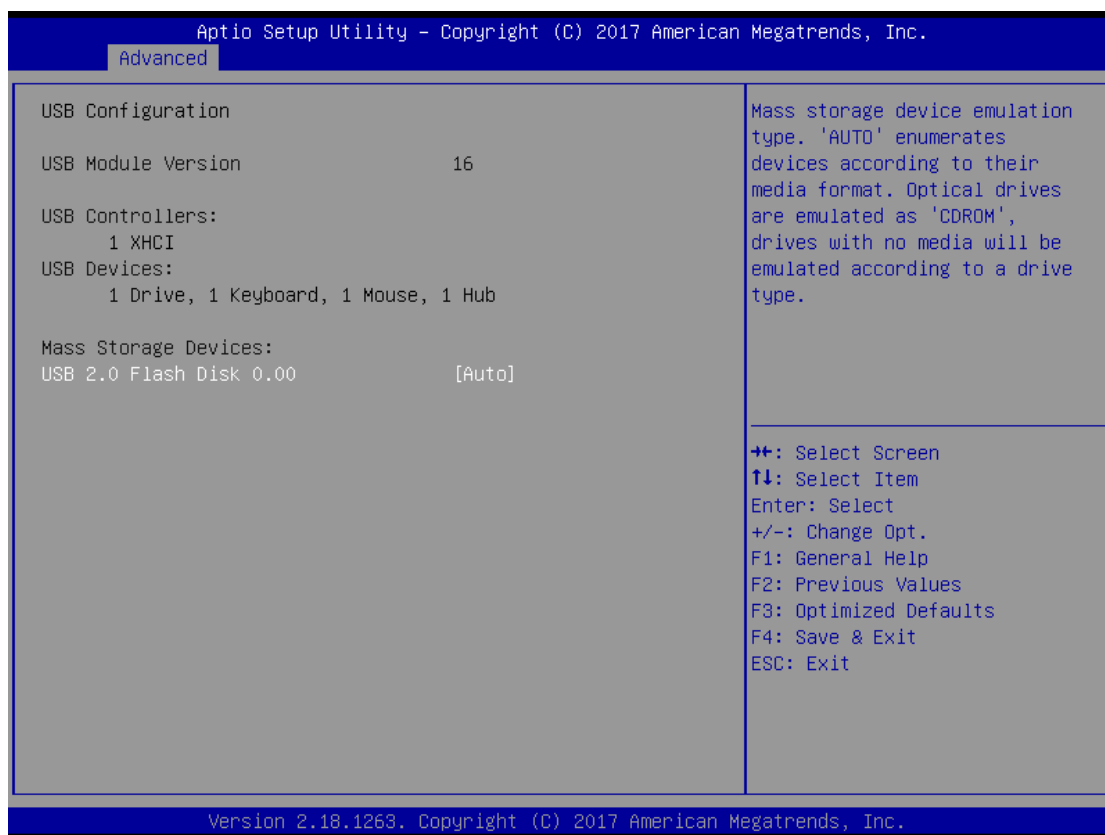 Aptio Setup Utility – Copyright (C) 2017 American Megatrends, Inc.
Advanced
USB Configuration
USB Module Version 16
USB Controllers:
1 XHCI
USB Devices:
1 Drive, 1 Keyboard, 1 Mouse, 1 Hub
Mass Storage Devices:
USB 2.0 Flash Disk 0.00 [Auto]
Mass storage device emulation
type. 'AUTO' enumerates
devices according to their
media format. Optical drives
are emulated as 'CDROM',
drives with no media will be
emulated according to a drive
type.
→←: Select Screen
↑↓: Select Item
Enter: Select
+/-: Change Opt.
F1: General Help
F2: Previous Values
F3: Optimized Defaults
F4: Save & Exit
ESC: Exit
Version 2.18.1263. Copyright (C) 2017 American Megatrends, Inc.